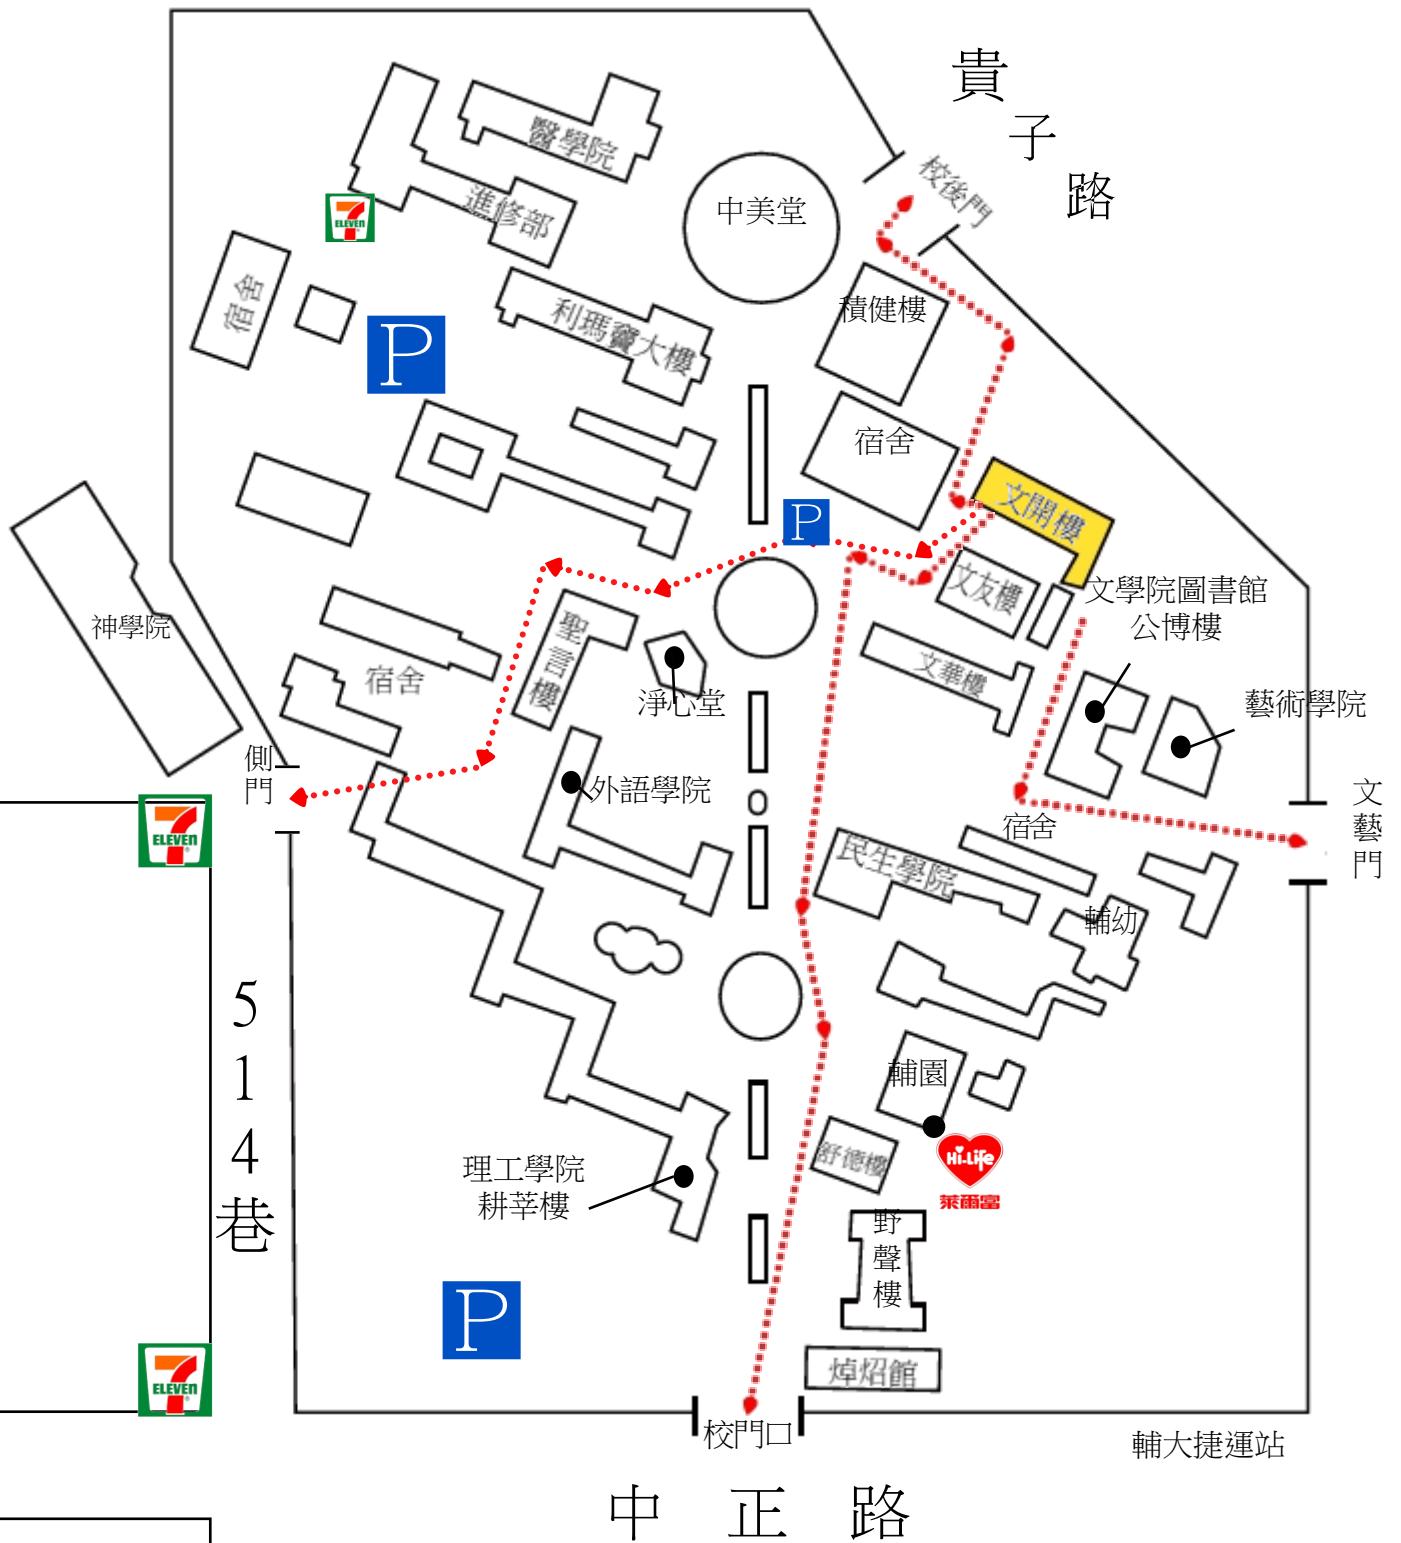 貴子路
校後門
醫學院
進修部
7
ELEVEN
中美堂
積健樓
宿舍
利瑪竇大樓
P
宿舍
文開樓
P
文友樓
文學院圖書館
公博樓
神學院
聖言樓
宿舍
淨心堂
文華樓
藝術學院
側門
外語學院
文藝門
宿舍
7
ELEVEN
民生學院
輔幼
514巷
輔園
理工學院
耕莘樓
舒德樓
Hi-Life
萊爾富
野聲樓
P
焯炤館
7
ELEVEN
校門口
輔大捷運站
中正路